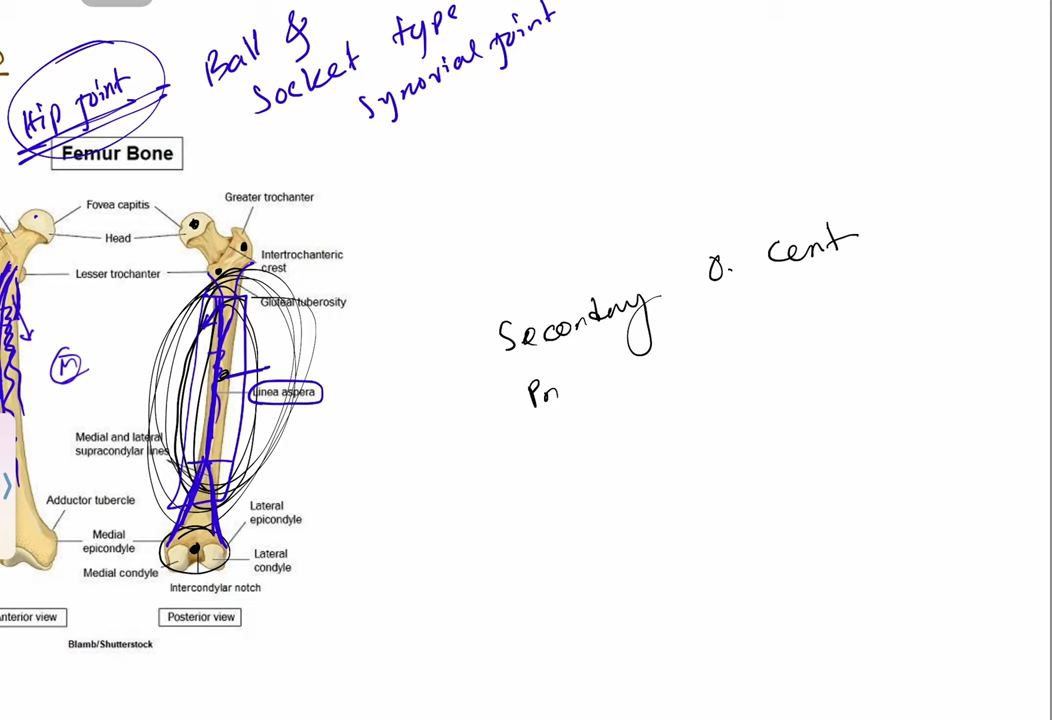 Ball &
Socket type
synovial joint
Hip joint
Femur Bone
Greater trochanter
Fovea capitis
Head
Intertrochanteric
crest
Lesser trochanter
Gluteal tuberosity
M
Linea aspera
Medial and lateral
supracondylar lines
Adductor tubercle
Lateral
epicondyle
Medial
epicondyle
Lateral
condyle
Medial condyle
Intercondylar notch
nterior view
Posterior view
Blamb/Shutterstock
Secondary o. cent
Pr